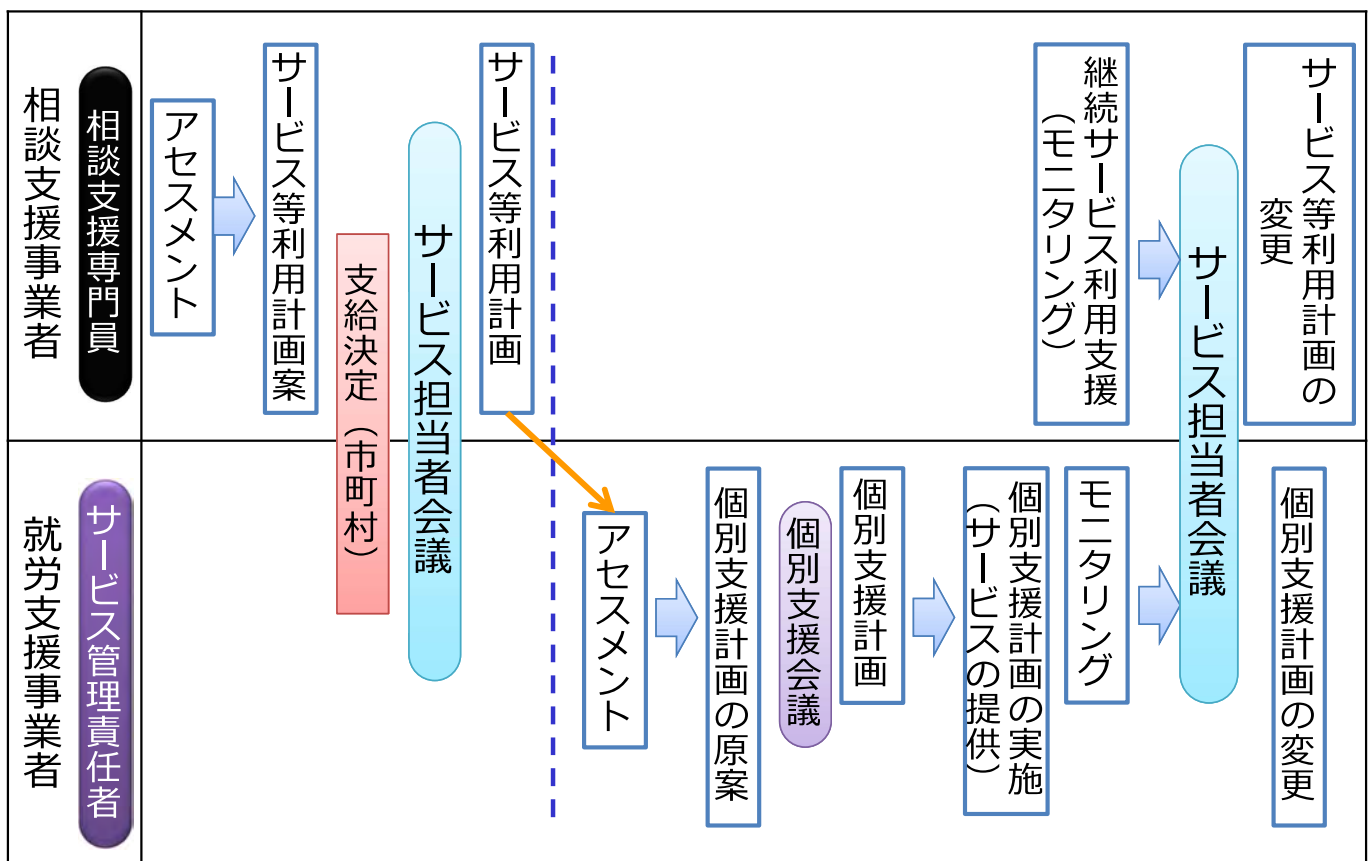 相談支援事業者
相談支援専門員
アセスメント
サービス等利用計画案
支給決定（市町村）
サービス担当者会議
サービス等利用計画
継続サービス利用支援
（モニタリング）
サービス担当者会議
サービス等利用計画の
変更
就労支援事業者
サービス管理責任者
アセスメント
個別支援計画の原案
個別支援会議
個別支援計画
個別支援計画の実施
（サービスの提供）
モニタリング
個別支援計画の変更